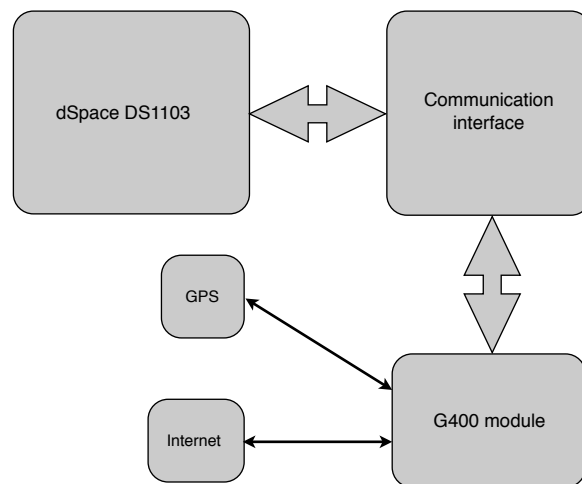 dSpace DS1103
Communication
interface
GPS
Internet
G400 module